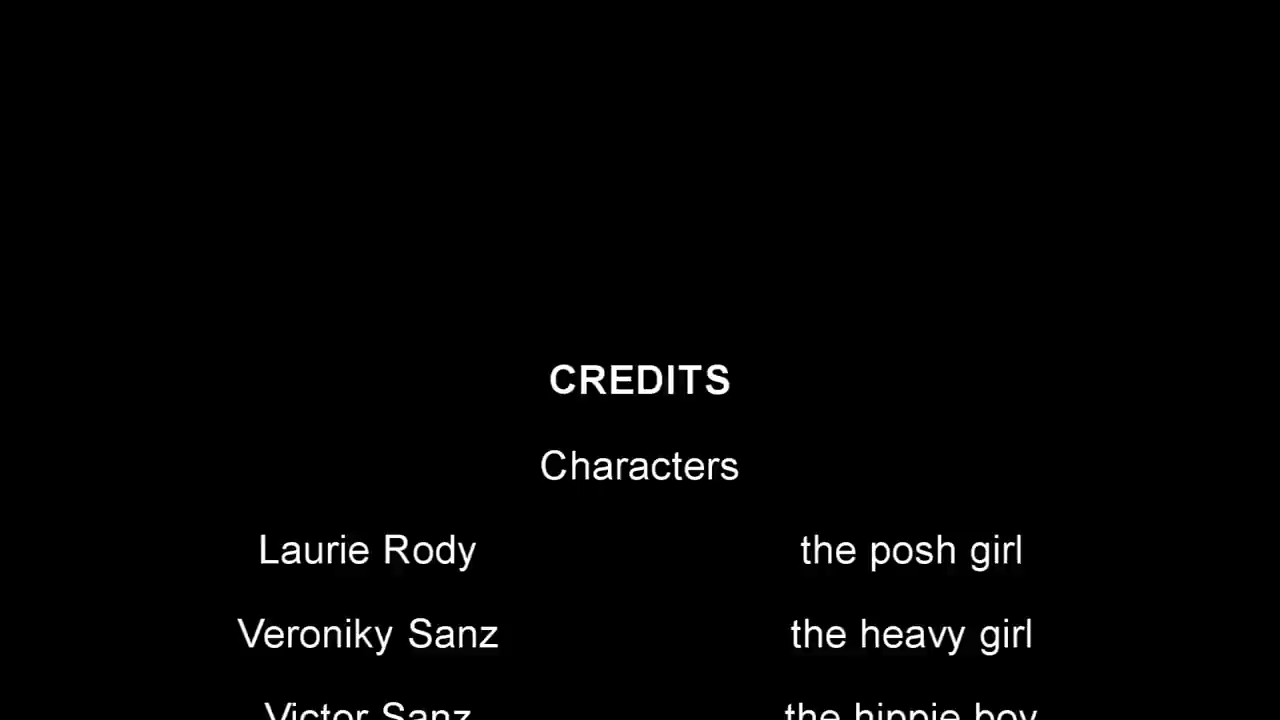 CREDITS
Characters
Laurie Rody the posh girl
Veroniky Sanz the heavy girl
Victor Sanz the hippie boy